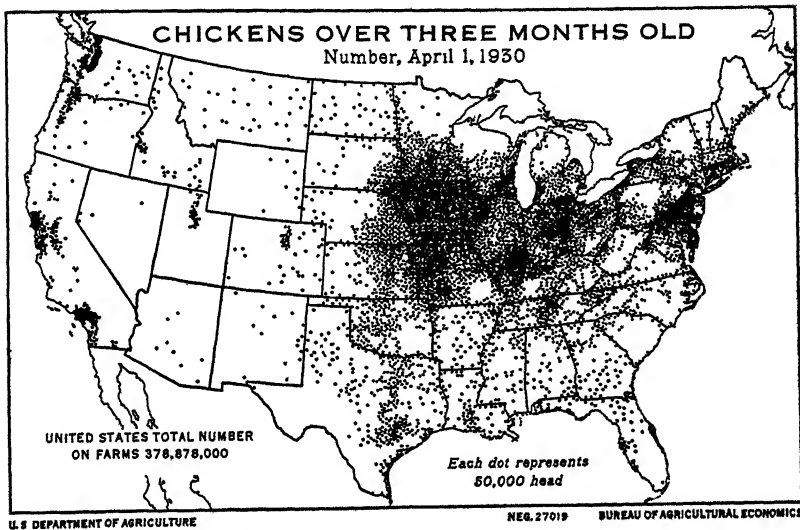 CHICKENS OVER THREE MONTHS OLD
Number, April 1, 1930
UNITED STATES TOTAL NUMBER
ON FARMS 378,878,000
Each dot represents
50,000 head
U.S DEPARTMENT OF AGRICULTURE
NEG. 27019
BUREAU OF AGRICULTURAL ECONOMICS